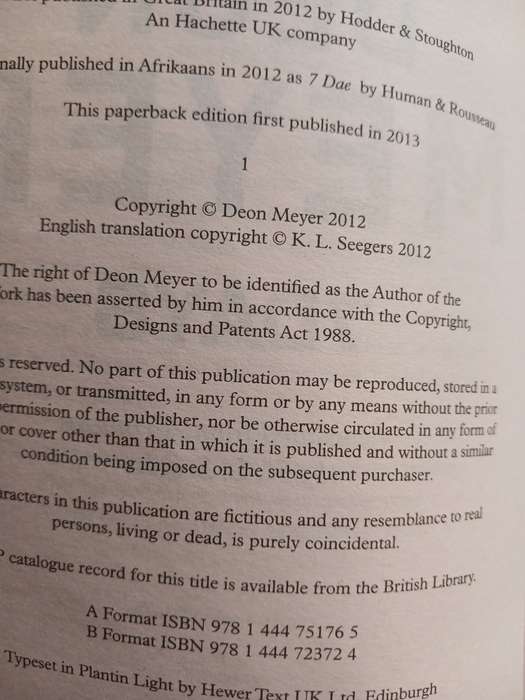 Britain in 2012 by Hodder & Stoughton
An Hachette UK company
nally published in Afrikaans in 2012 as 7 Dae by Human & Rousseau
This paperback edition first published in 2013
1
Copyright © Deon Meyer 2012
English translation copyright © K. L. Seegers 2012
The right of Deon Meyer to be identified as the Author of the
ork has been asserted by him in accordance with the Copyright,
Designs and Patents Act 1988.
s reserved. No part of this publication may be reproduced, stored in a
system, or transmitted, in any form or by any means without the prior
ermission of the publisher, nor be otherwise circulated in any form of
or cover other than that in which it is published and without a similar
condition being imposed on the subsequent purchaser.
aracters in this publication are fictitious and any resemblance to real
persons, living or dead, is purely coincidental.
P catalogue record for this title is available from the British Library.
A Format ISBN 978 1 444 75176 5
B Format ISBN 978 1 444 72372 4
Typeset in Plantin Light by Hewer Text UK Ltd, Edinburgh